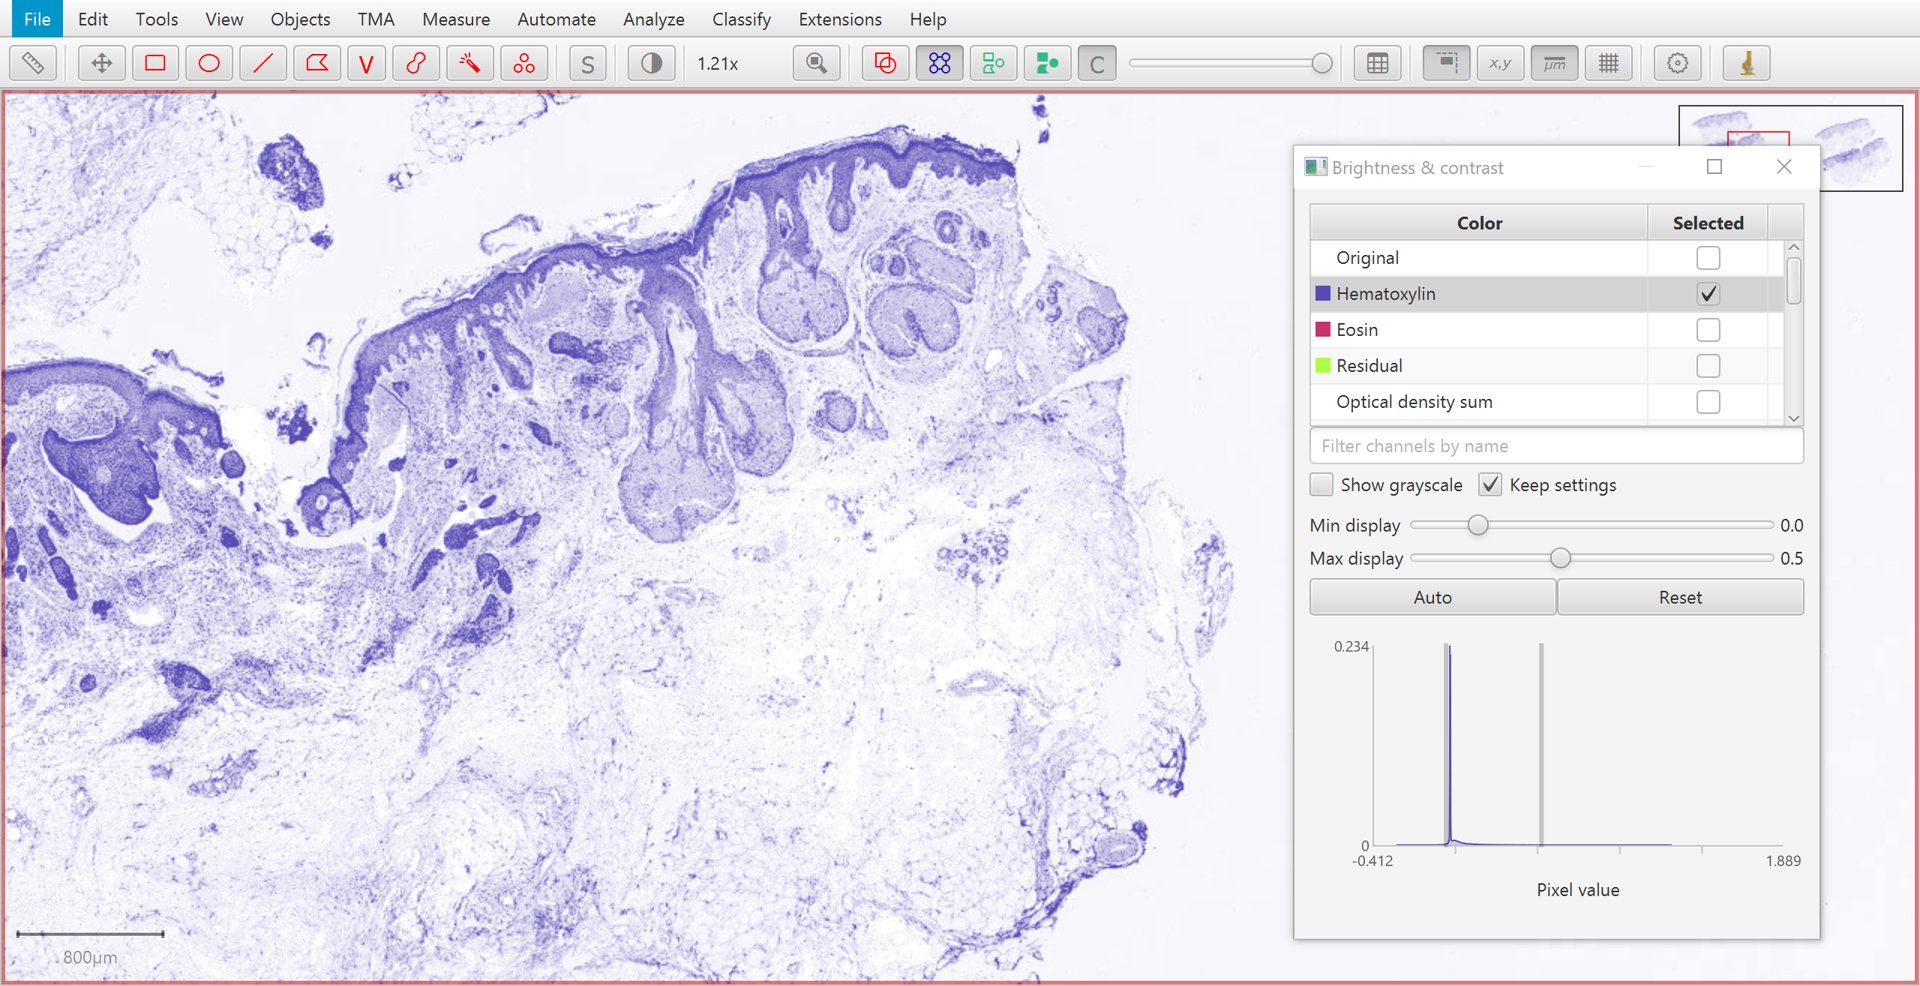 File Edit Tools View Objects TMA Measure Automate Analyze Classify Extensions Help
V S 1.21x C x,y µm
Brightness & contrast
Color Selected
Original
Hematoxylin
Eosin
Residual
Optical density sum
Filter channels by name
Show grayscale Keep settings
Min display 0.0
Max display 0.5
Auto Reset
0.234
0
-0.412 1.889
Pixel value
800µm